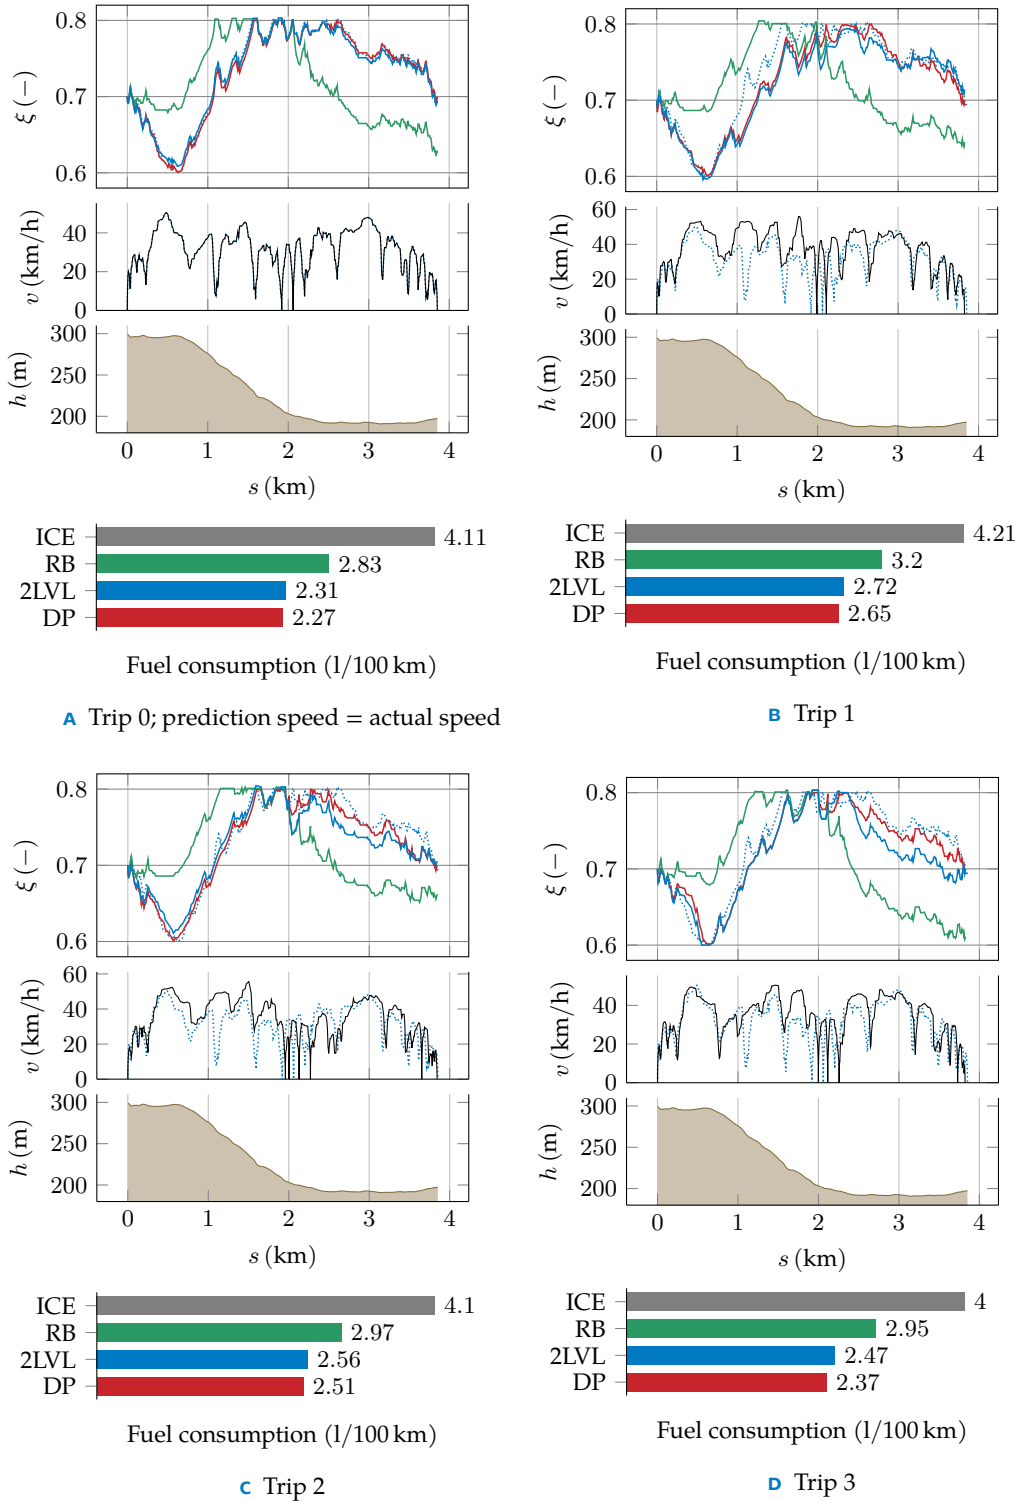 0.8
0.7
0.6
ξ (−)
40
20
0
v (km/h)
300
250
200
h (m)
0 1 2 3 4
s (km)
ICE 4.11
RB 2.83
2LVL 2.31
DP 2.27
Fuel consumption (l/100 km)
A Trip 0; prediction speed = actual speed
0.8
0.7
0.6
ξ (−)
60
40
20
0
v (km/h)
300
250
200
h (m)
0 1 2 3 4
s (km)
ICE 4.21
RB 3.2
2LVL 2.72
DP 2.65
Fuel consumption (l/100 km)
B Trip 1
0.8
0.7
0.6
ξ (−)
60
40
20
0
v (km/h)
300
250
200
h (m)
0 1 2 3 4
s (km)
ICE 4.1
RB 2.97
2LVL 2.56
DP 2.51
Fuel consumption (l/100 km)
C Trip 2
0.8
0.7
0.6
ξ (−)
40
20
0
v (km/h)
300
250
200
h (m)
0 1 2 3 4
s (km)
ICE 4
RB 2.95
2LVL 2.47
DP 2.37
Fuel consumption (l/100 km)
D Trip 3